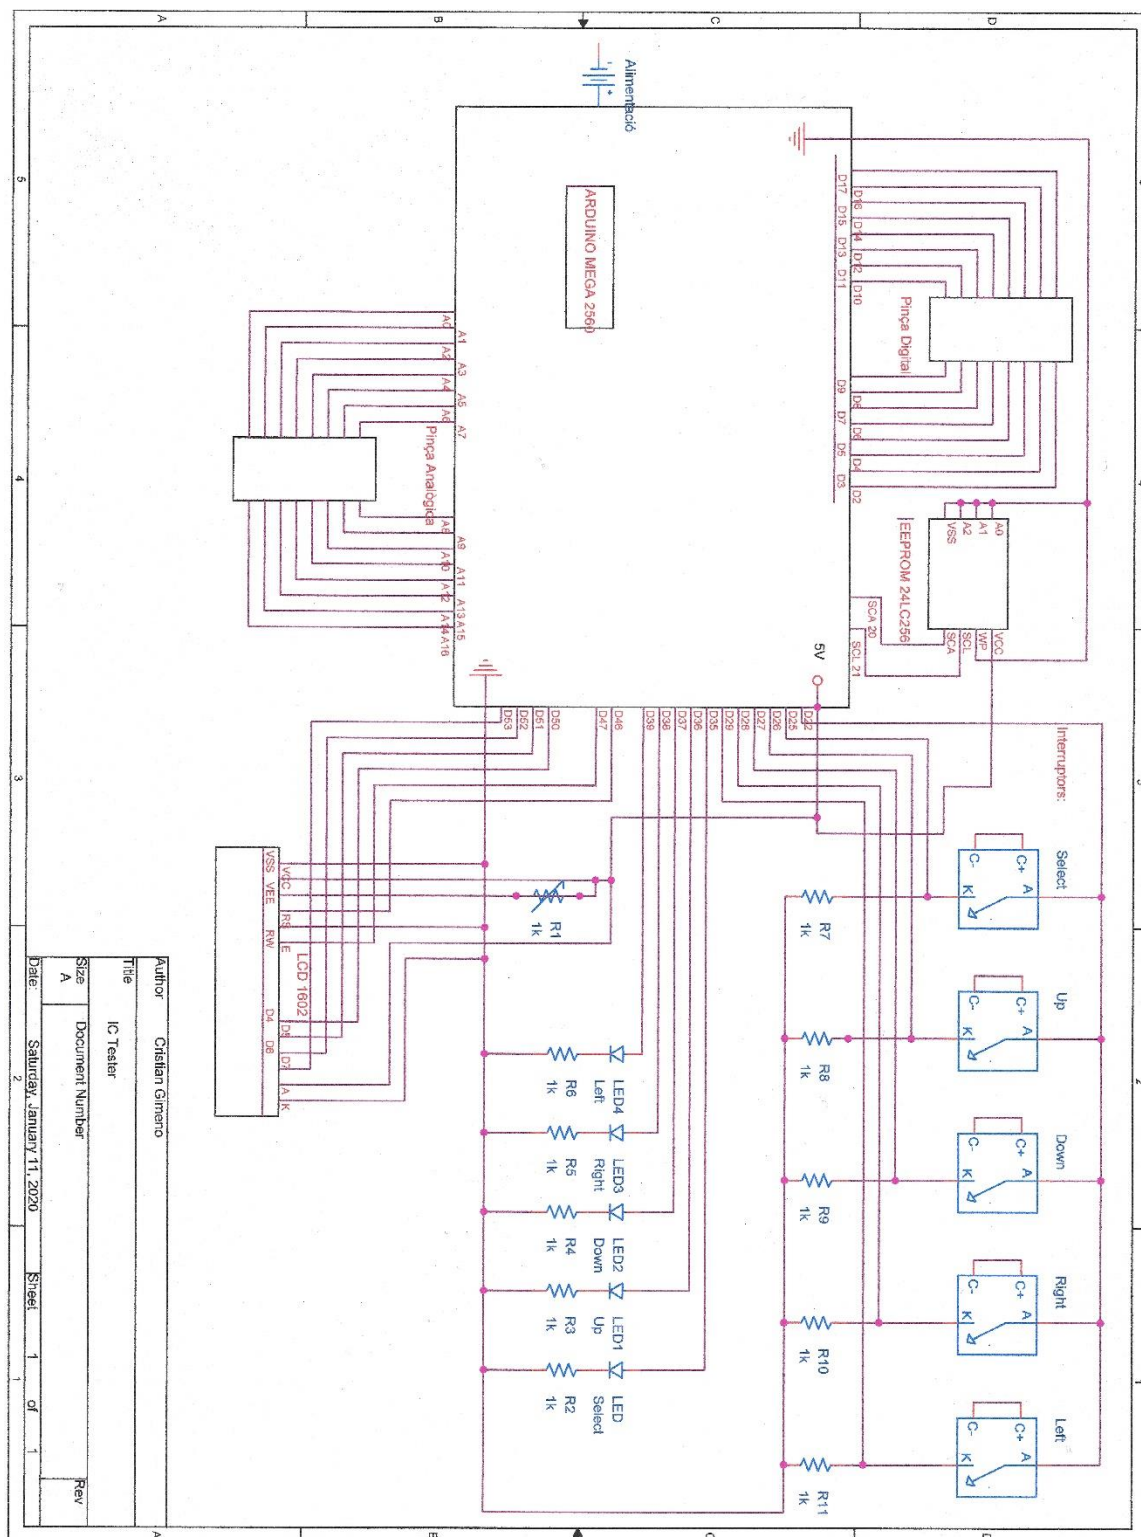 D
C
B
A
5
4
3
2
1
Interruptors:
Select
Up
Down
Right
Left
C+
A
C-
K
C+
A
C-
K
C+
A
C-
K
C+
A
C-
K
C+
A
C-
K
Pinça Digital
EEPROM 24LC256
A0
A1
A2
VSS
VCC
WP
SCL
SCA
SCA 20
SCL 21
D17
D16
D15
D14
D13
D12
D11
D10
D9
D8
D7
D6
D5
D4
D3
D2
5V
R7
1k
R8
1k
R9
1k
R10
1k
R11
1k
D22
D25
D26
D27
D28
D29
D35
D36
D37
D38
D39
D46
D47
D50
D51
D52
D53
Alimentació
ARDUINO MEGA 2560
LED4
Left
LED3
Right
LED2
Down
LED1
Up
LED
Select
R6
1k
R5
1k
R4
1k
R3
1k
R2
1k
R1
1k
A0
A1
A2
A3
A4
A5
A6
A7
Pinça Analògica
A8
A9
A10
A11
A12
A13
A14
A15
A16
LCD 1602
VSS
VCC
VEE
RS
RW
E
D4
D5
D6
D7
A
K
Author Cristian Gimeno
Title
IC Tester
Size
A
Document Number
Rev
Date: Saturday, January 11, 2020
Sheet 1 of 1